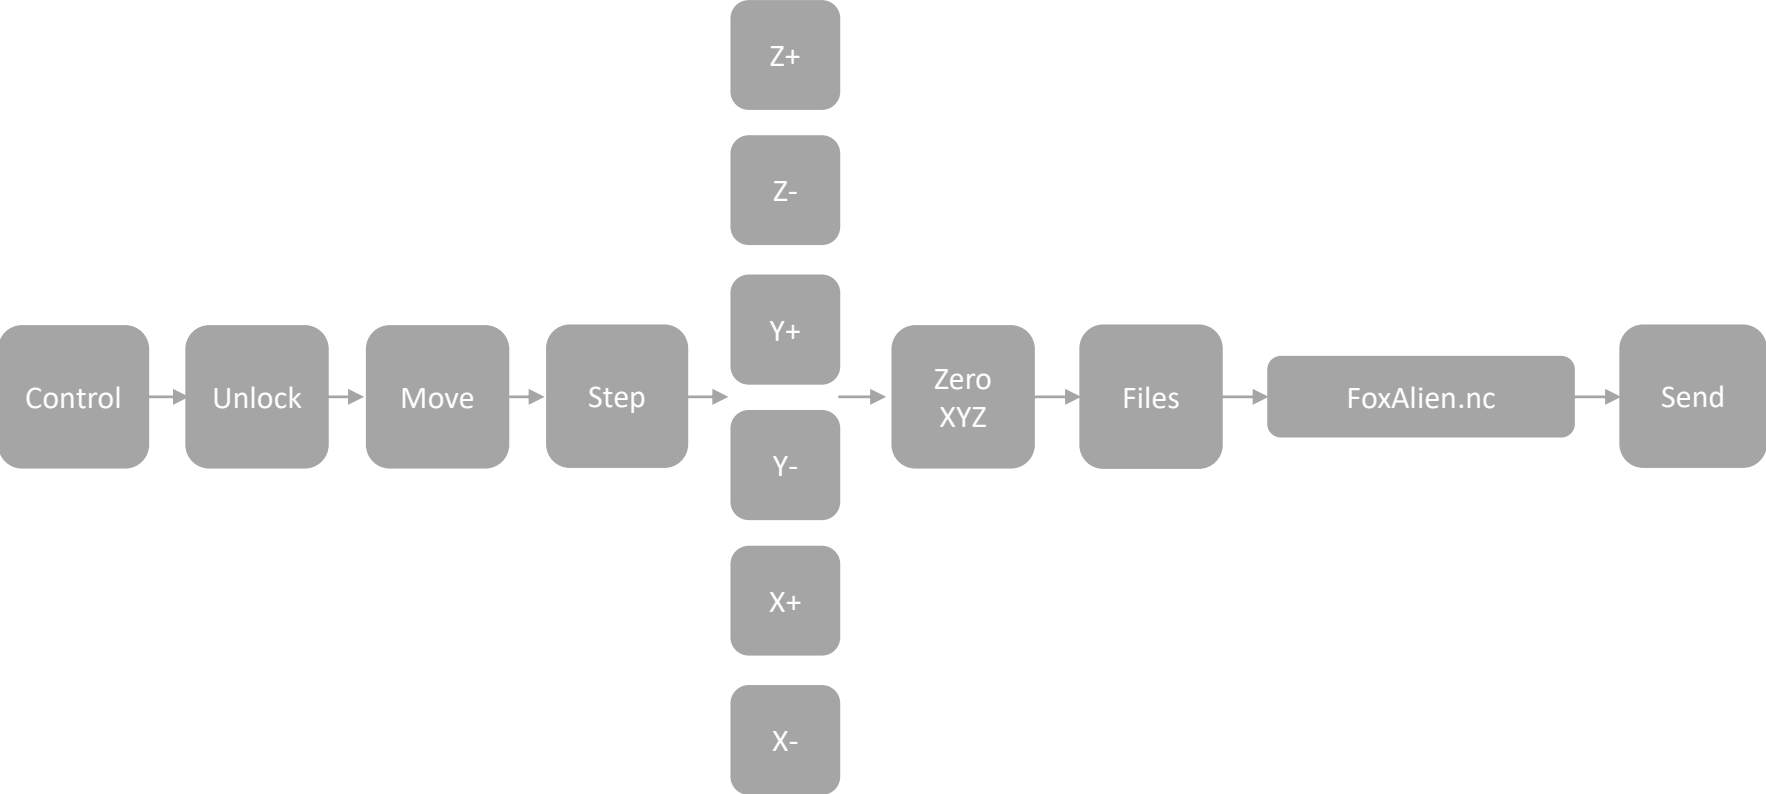 Control
Unlock
Move
Step
Z+
Z-
Y+
Y-
X+
X-
Zero
XYZ
Files
FoxAlien.nc
Send